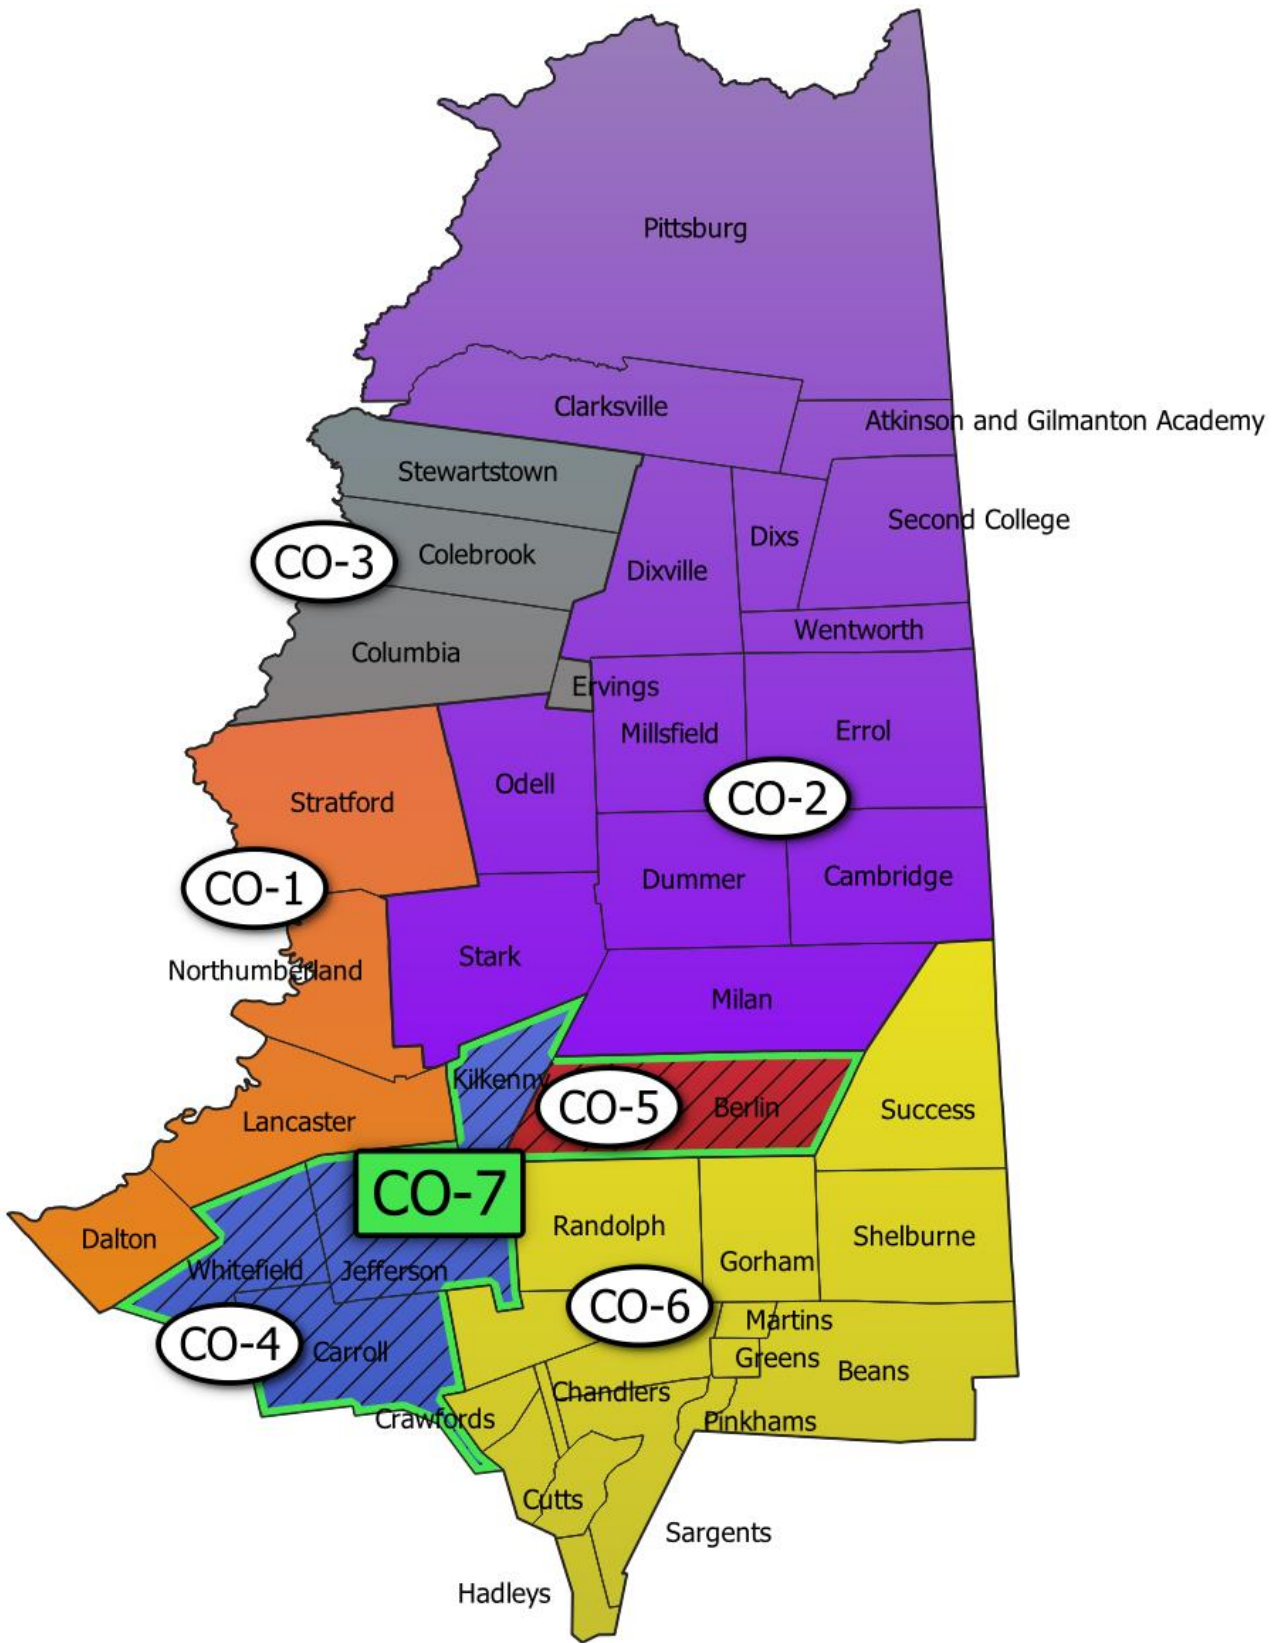 Pittsburg
Clarksville
Atkinson and Gilmanton Academy
Stewartstown
Second College
Dixs
Colebrook
CO-3
Dixville
Wentworth
Columbia
Ervings
Millsfield
Errol
Odell
CO-2
Stratford
Cambridge
Dummer
CO-1
Stark
Northumberland
Milan
Kilkenny
CO-5
Berlin
Success
Lancaster
CO-7
Randolph
Shelburne
Dalton
Gorham
Whitefield
Jefferson
CO-6
Martins
CO-4
Carroll
Greens
Beans
Chandlers
Crawfords
Pinkhams
Cutts
Sargents
Hadleys